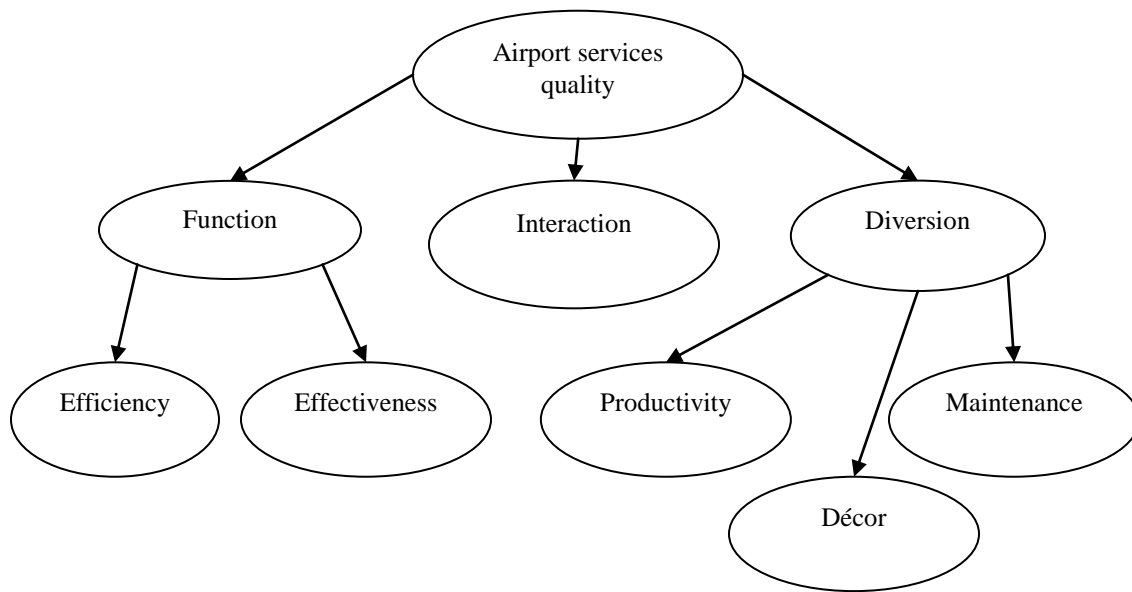 Airport services
quality
Function
Interaction
Diversion
Efficiency
Effectiveness
Productivity
Maintenance
Décor